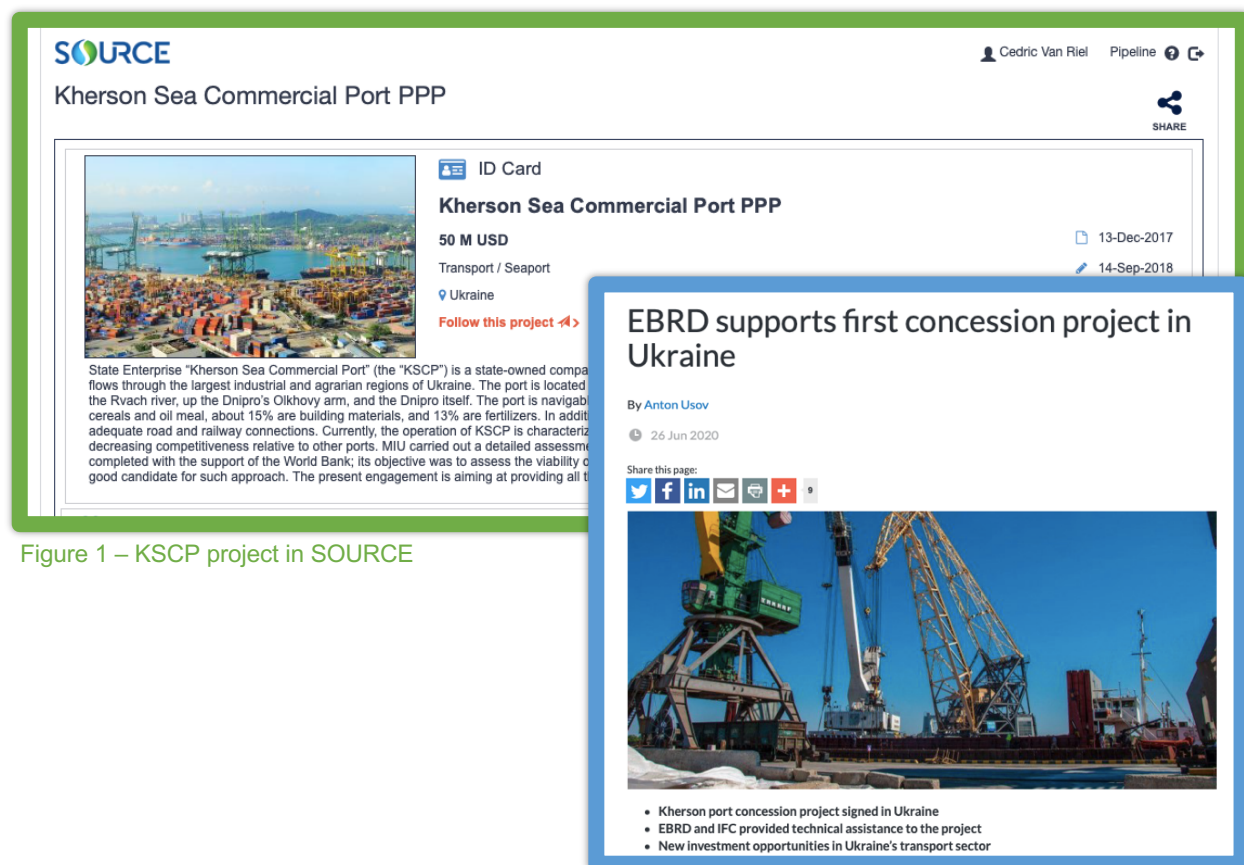 SOURCE
Cedric Van Riel Pipeline
Kherson Sea Commercial Port PPP
SHARE
ID Card
Kherson Sea Commercial Port PPP
50 M USD
13-Dec-2017
Transport / Seaport
14-Sep-2018
Ukraine
Follow this project
State Enterprise “Kherson Sea Commercial Port” (the “KSCP”) is a state-owned compa
flows through the largest industrial and agrarian regions of Ukraine. The port is located
the Rvach river, up the Dnipro's Olkhovy arm, and the Dnipro itself. The port is navigab
cereals and oil meal, about 15% are building materials, and 13% are fertilizers. In addit
adequate road and railway connections. Currently, the operation of KSCP is characteriz
decreasing competitiveness relative to other ports. MIU carried out a detailed assessme
completed with the support of the World Bank; its objective was to assess the viability o
good candidate for such approach. The present engagement is aiming at providing all t
Figure 1 – KSCP project in SOURCE
EBRD supports first concession project in
Ukraine
By Anton Usov
26 Jun 2020
Share this page:
9
• Kherson port concession project signed in Ukraine
• EBRD and IFC provided technical assistance to the project
• New investment opportunities in Ukraine's transport sector